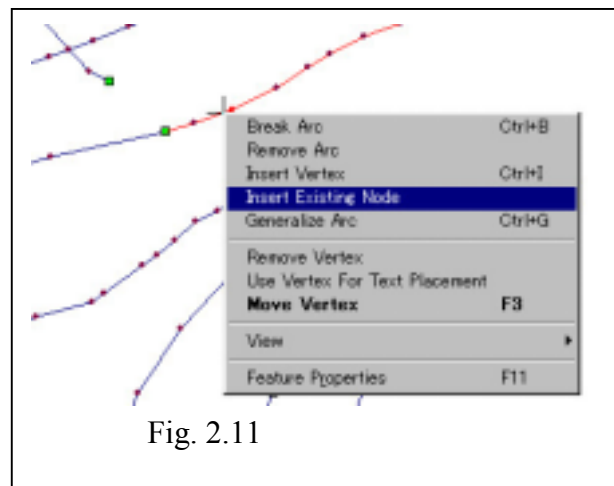 Break Arc Ctrl+B
Remove Arc
Insert Vertex Ctrl+I
Insert Existing Node
Generalize Arc Ctrl+G
Remove Vertex
Use Vertex For Text Placement
Move Vertex F3
View
Feature Properties F11
Fig. 2.11